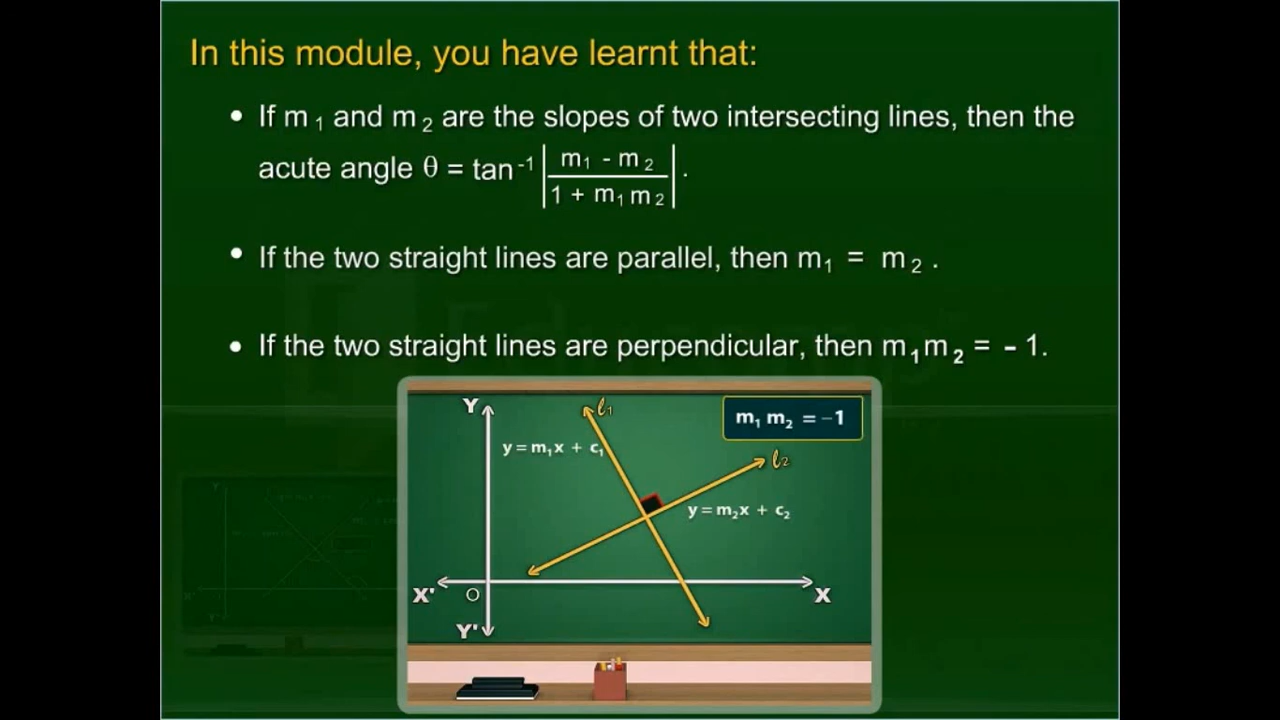 In this module, you have learnt that:
• If m₁ and m₂ are the slopes of two intersecting lines, then the
acute angle θ = tan⁻¹ |(m₁ - m₂)/(1 + m₁m₂)|.
• If the two straight lines are parallel, then m₁ = m₂.
• If the two straight lines are perpendicular, then m₁m₂ = - 1.
Y
ℓ₁
m₁ m₂ = −1
y = m₁x + c₁
ℓ₂
y = m₂x + c₂
X' O X
Y'